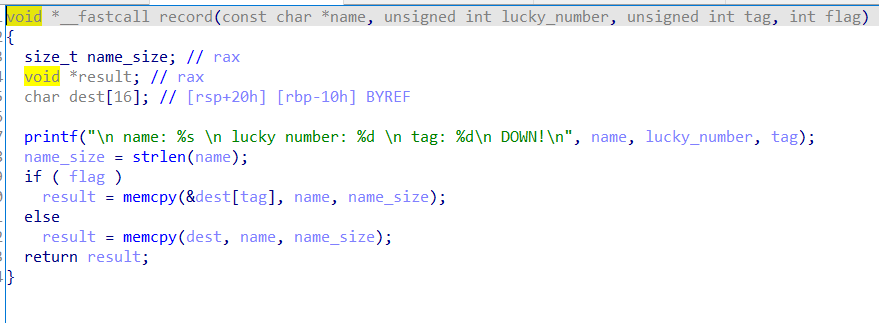 void *__fastcall record(const char *name, unsigned int lucky_number, unsigned int tag, int flag)
{
size_t name_size; // rax
void *result; // rax
char dest[16]; // [rsp+20h] [rbp-10h] BYREF
printf("\n name: %s \n lucky number: %d \n tag: %d\n DOWN!\n", name, lucky_number, tag);
name_size = strlen(name);
if ( flag )
result = memcpy(&dest[tag], name, name_size);
else
result = memcpy(dest, name, name_size);
return result;
}